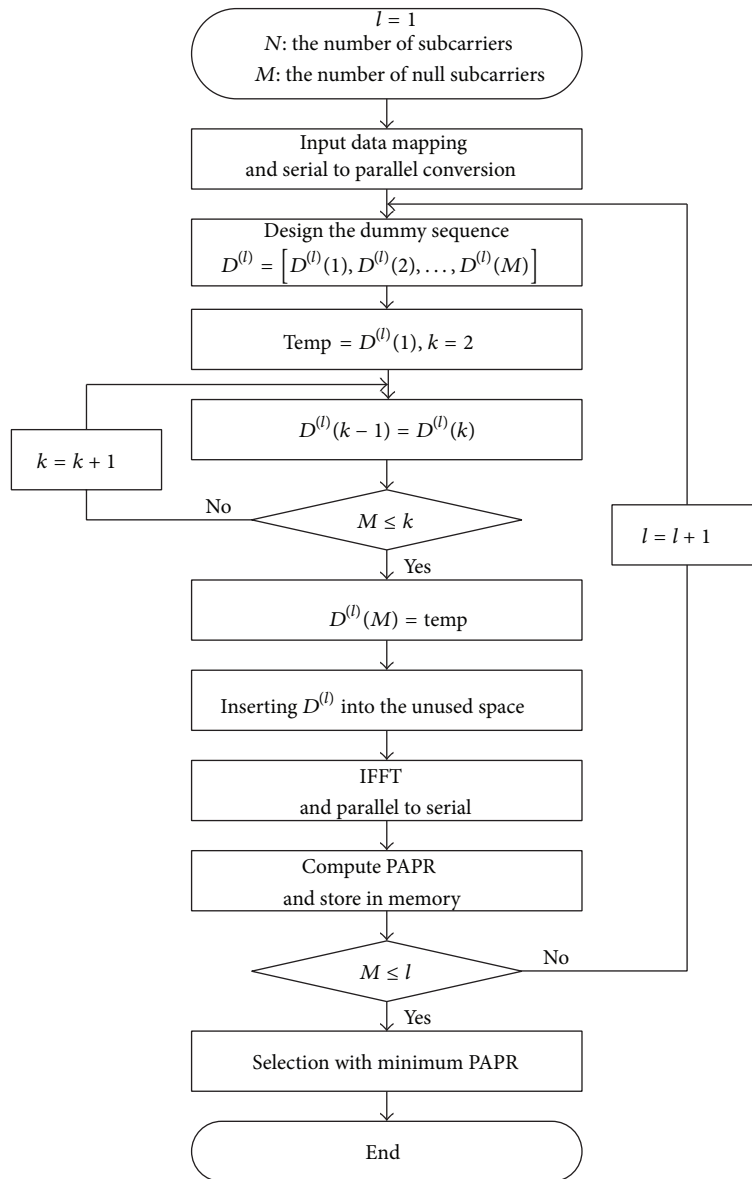 l = 1
N: the number of subcarriers
M: the number of null subcarriers
Input data mapping
and serial to parallel conversion
Design the dummy sequence
D^(l) = [D^(l)(1), D^(l)(2), . . . , D^(l)(M)]
Temp = D^(l)(1), k = 2
D^(l)(k − 1) = D^(l)(k)
k = k + 1
No
M ≤ k
l = l + 1
Yes
D^(l)(M) = temp
Inserting D^(l) into the unused space
IFFT
and parallel to serial
Compute PAPR
and store in memory
M ≤ l
No
Yes
Selection with minimum PAPR
End